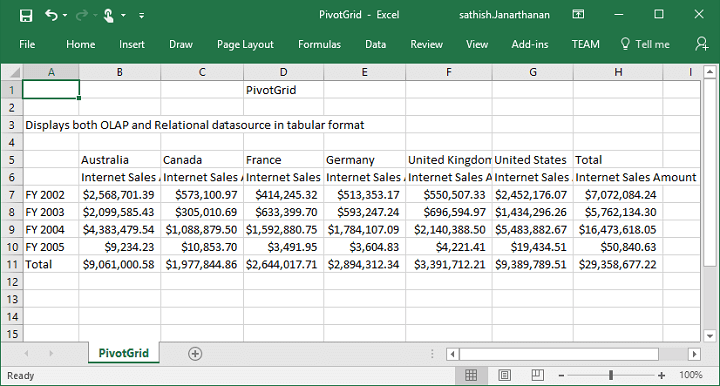 PivotGrid - Excel sathish.Janarthanan
File Home Insert Draw Page Layout Formulas Data Review View Add-ins TEAM Tell me
A B C D E F G H I
1 PivotGrid
2
3 Displays both OLAP and Relational datasource in tabular format
4
5 Australia Canada France Germany United Kingdom United States Total
6 Internet Sales Internet Sales Internet Sales Internet Sales Internet Sales A Internet Sales Internet Sales Amount
7 FY 2002 $2,568,701.39 $573,100.97 $414,245.32 $513,353.17 $550,507.33 $2,452,176.07 $7,072,084.24
8 FY 2003 $2,099,585.43 $305,010.69 $633,399.70 $593,247.24 $696,594.97 $1,434,296.26 $5,762,134.30
9 FY 2004 $4,383,479.54 $1,088,879.50 $1,592,880.75 $1,784,107.09 $2,140,388.50 $5,483,882.67 $16,473,618.05
10 FY 2005 $9,234.23 $10,853.70 $3,491.95 $3,604.83 $4,221.41 $19,434.51 $50,840.63
11 Total $9,061,000.58 $1,977,844.86 $2,644,017.71 $2,894,312.34 $3,391,712.21 $9,389,789.51 $29,358,677.22
12
13
14
15
PivotGrid
Ready 100%